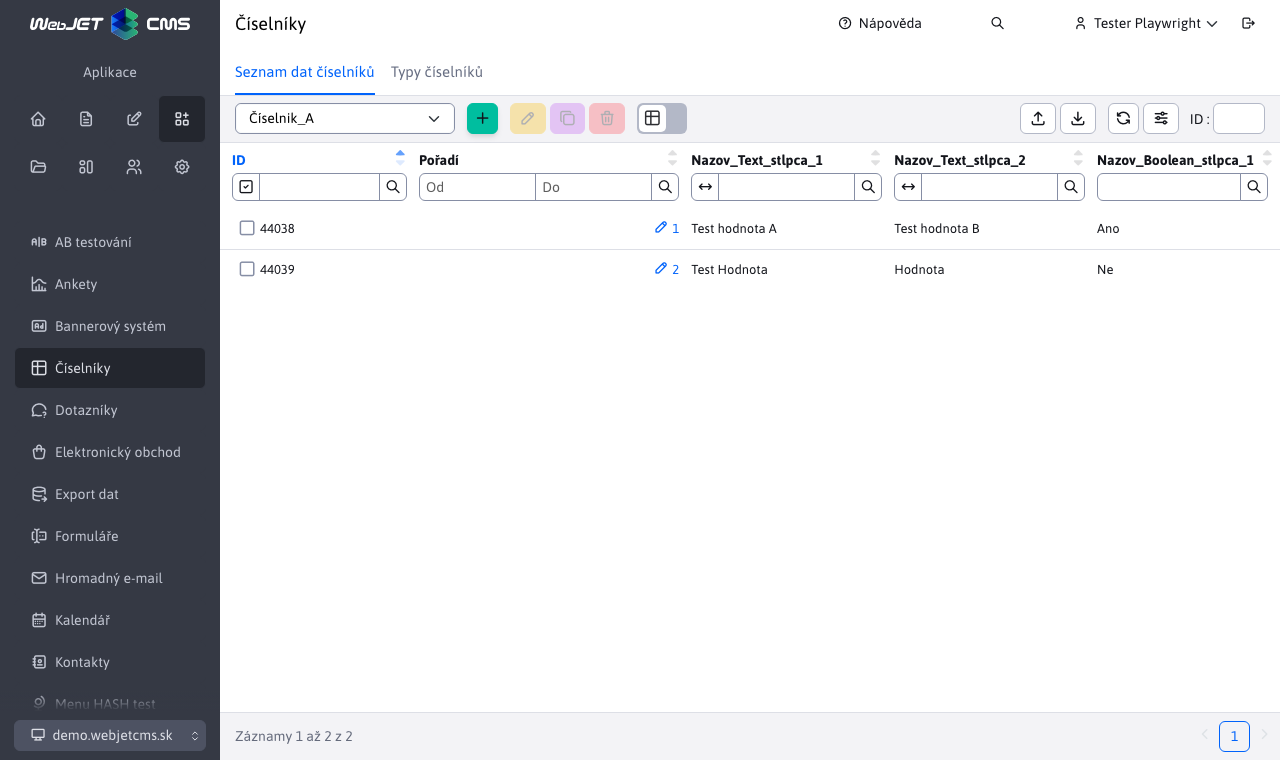 WebJET CMS
Číselníky
Nápověda
Tester Playwright
Aplikace
Seznam dat číselníků
Typy číselníků
Číselnik_A
ID :
ID
Pořadí
Nazov_Text_stlpca_1
Nazov_Text_stlpca_2
Nazov_Boolean_stlpca_1
Od
Do
44038
1
Test hodnota A
Test hodnota B
Ano
44039
2
Test Hodnota
Hodnota
Ne
AB testování
Ankety
Bannerový systém
Číselníky
Dotazníky
Elektronický obchod
Export dat
Formuláře
Hromadný e-mail
Kalendář
Kontakty
Menu HASH test
demo.webjetcms.sk
Záznamy 1 až 2 z 2
1